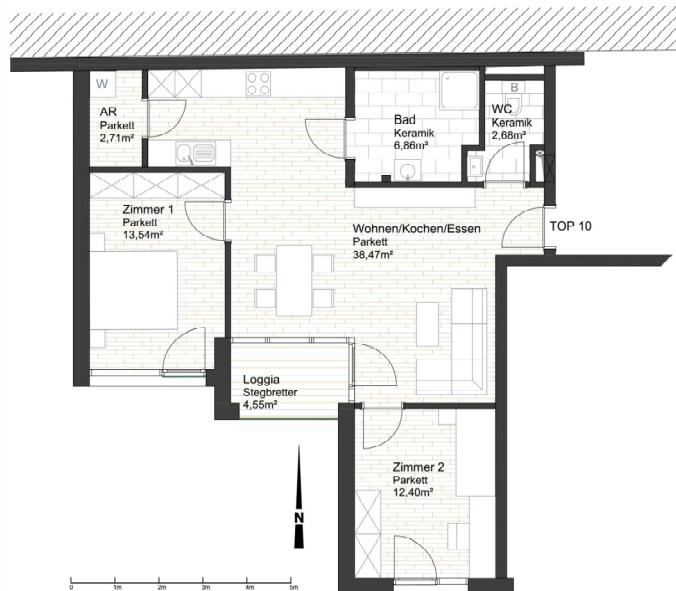 W
AR
Parkett
2,71m²
Bad
Keramik
6,86m²
B
WC
Keramik
2,68m²
Zimmer 1
Parkett
13,54m²
Wohnen/Kochen/Essen
Parkett
38,47m²
TOP 10
Loggia
Stegbretter
4,55m²
Zimmer 2
Parkett
12,40m²
N
0 1m 2m 3m 4m 5m